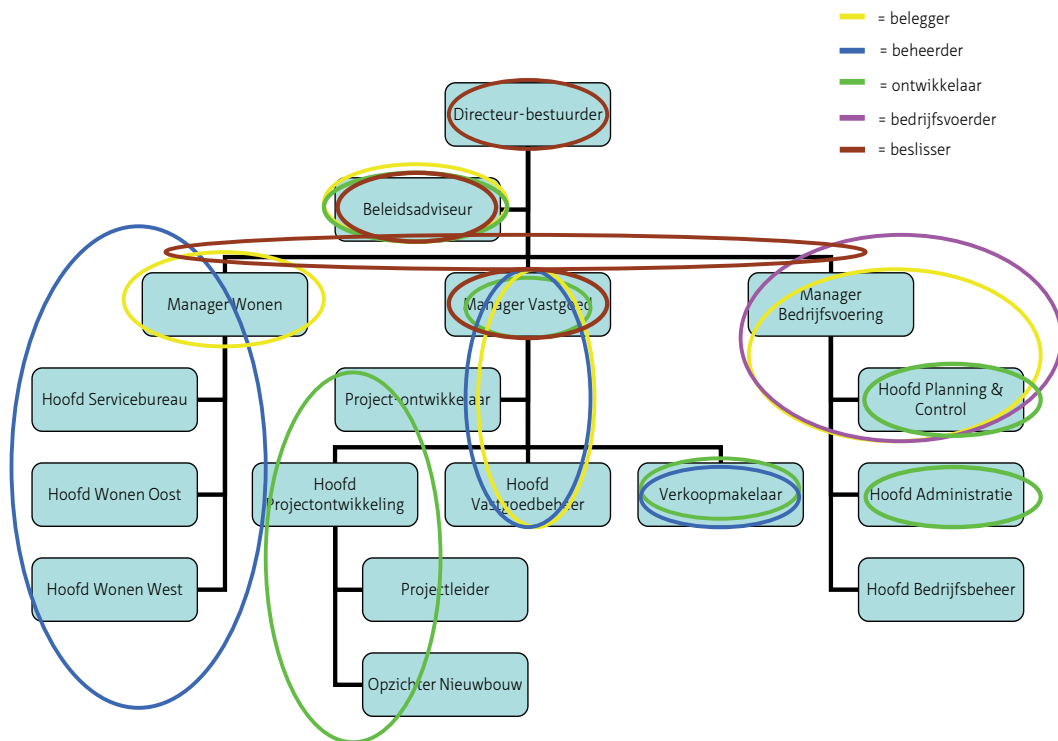 = belegger
= beheerder
= ontwikkelaar
= bedrijfsvoerder
= beslisser
Directeur-bestuurder
Beleidsadviseur
Manager Wonen
Manager Vastgoed
Manager
Bedrijfsvoering
Hoofd Servicebureau
Project-ontwikkelaar
Hoofd Planning &
Control
Hoofd Wonen Oost
Hoofd
Projectontwikkeling
Hoofd
Vastgoedbeheer
Verkoopmakelaar
Hoofd Administratie
Hoofd Wonen West
Projectleider
Hoofd Bedrijfsbeheer
Opzichter Nieuwbouw